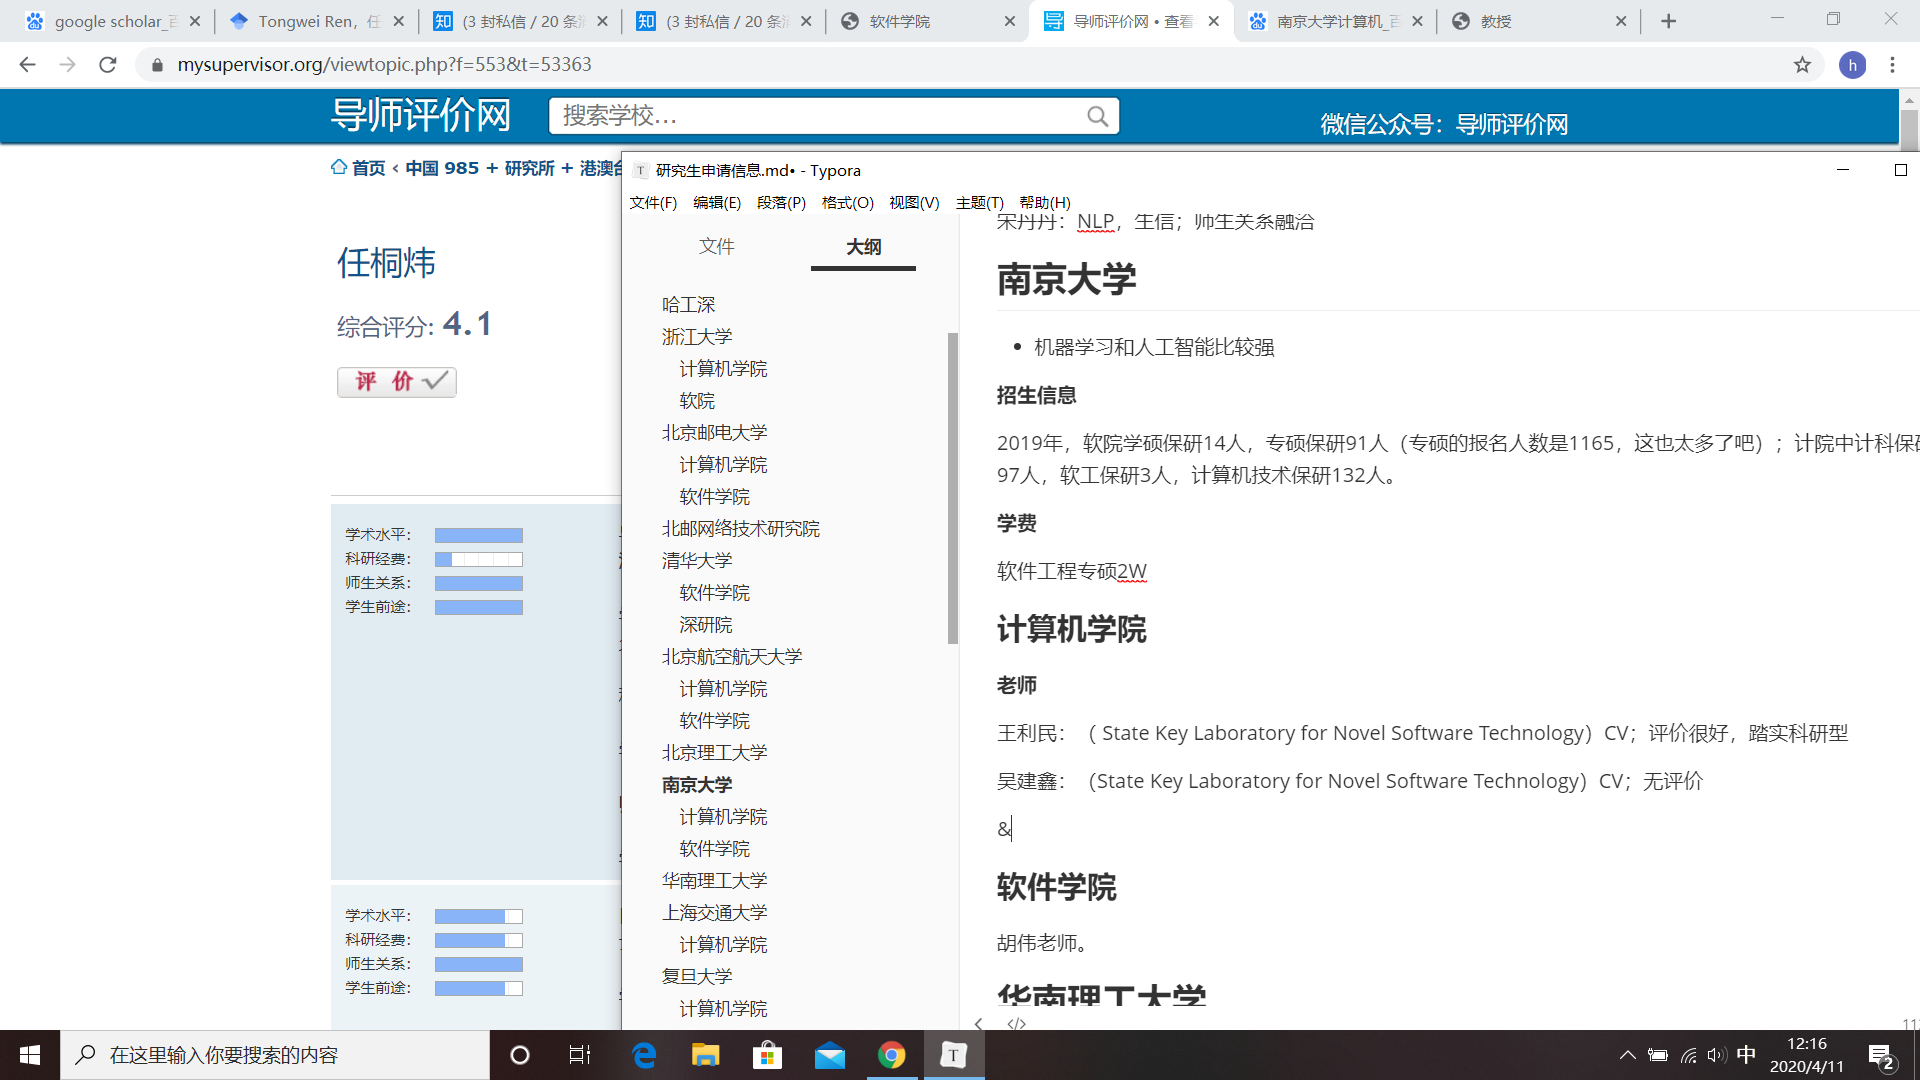 google scholar_百
Tongwei Ren，任
(3 封私信 / 20 条消
(3 封私信 / 20 条消
软件学院
导师评价网 • 查看
南京大学计算机_百
教授
mysupervisor.org/viewtopic.php?f=553&t=53363
h
导师评价网
搜索学校…
微信公众号：导师评价网
首页 ‹ 中国 985 + 研究所 + 港澳台
任桐炜
综合评分: 4.1
评 价
学术水平:
科研经费:
师生关系:
学生前途:
学术水平:
科研经费:
师生关系:
学生前途:
T 研究生申请信息.md• - Typora
文件(F) 编辑(E) 段落(P) 格式(O) 视图(V) 主题(T) 帮助(H)
文件 大纲
哈工深
浙江大学
计算机学院
软院
北京邮电大学
计算机学院
软件学院
北邮网络技术研究院
清华大学
软件学院
深研院
北京航空航天大学
计算机学院
软件学院
北京理工大学
南京大学
计算机学院
软件学院
华南理工大学
上海交通大学
计算机学院
复旦大学
计算机学院
宋丹丹：NLP，生信；师生关系融洽
南京大学
• 机器学习和人工智能比较强
招生信息
2019年，软院学硕保研14人，专硕保研91人（专硕的报名人数是1165，这也太多了吧）；计院中计科保研
97人，软工保研3人，计算机技术保研132人。
学费
软件工程专硕2W
计算机学院
老师
王利民：（ State Key Laboratory for Novel Software Technology）CV；评价很好，踏实科研型
吴建鑫：（State Key Laboratory for Novel Software Technology）CV；无评价
&
软件学院
胡伟老师。
华南理工大学
</>
在这里输入你要搜索的内容
T
中
12:16
2020/4/11
2